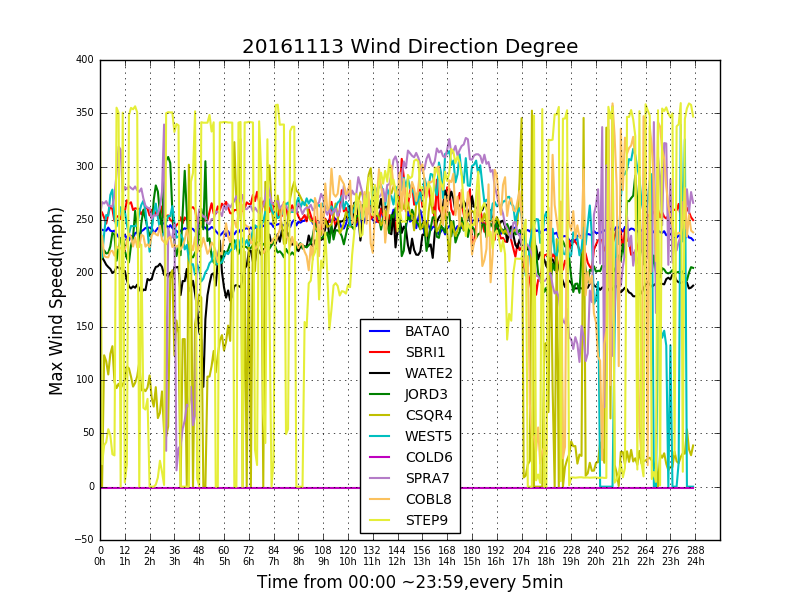 20161113 Wind Direction Degree
Max Wind Speed(mph)
400
350
300
250
200
150
100
50
0
−50
BATA0
SBRI1
WATE2
JORD3
CSQR4
WEST5
COLD6
SPRA7
COBL8
STEP9
0 12 24 36 48 60 72 84 96 108 120 132 144 156 168 180 192 204 216 228 240 252 264 276 288
0h 1h 2h 3h 4h 5h 6h 7h 8h 9h 10h 11h 12h 13h 14h 15h 16h 17h 18h 19h 20h 21h 22h 23h 24h
Time from 00:00 ~23:59,every 5min